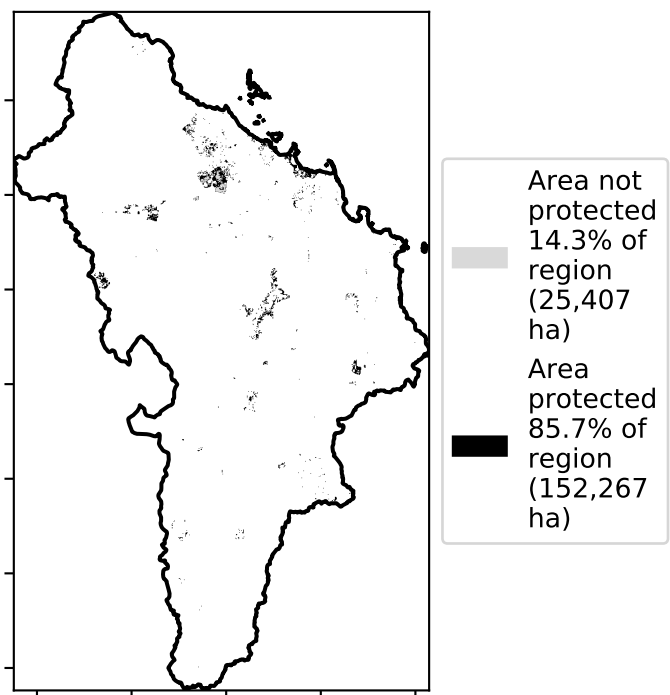 Area not
protected
14.3% of
region
(25,407
ha)
Area
protected
85.7% of
region
(152,267
ha)